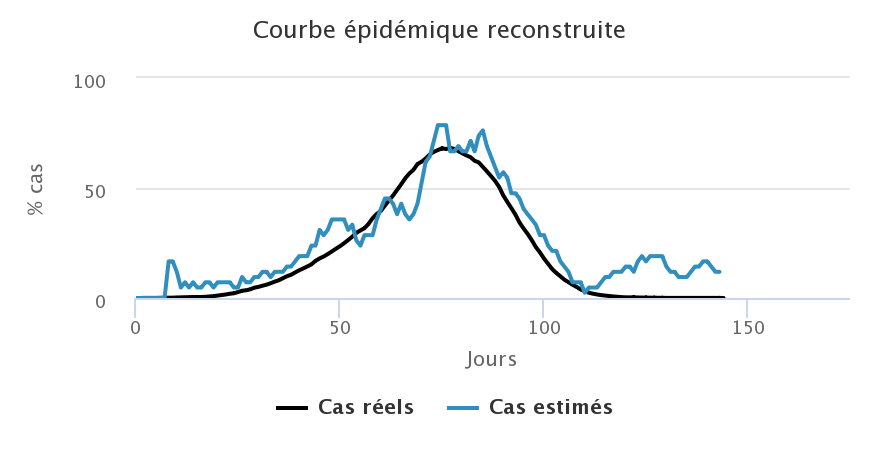 Courbe épidémique reconstruite
100
50
0
% cas
0 50 100 150
Jours
Cas réels Cas estimés